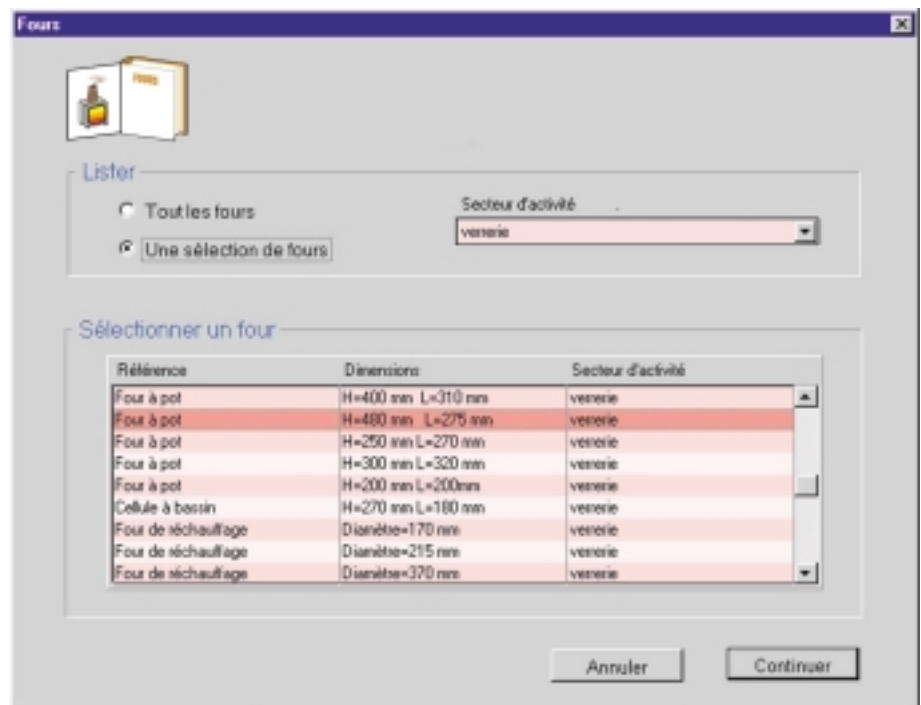 Fours
FOURS
Lister
Tout les fours
Secteur d'activité
verrerie
Une sélection de fours
Sélectionner un four
Référence Dimensions Secteur d'activité
Four à pot H=400 mm L=310 mm verrerie
Four à pot H=480 mm L=275 mm verrerie
Four à pot H=250 mm L=270 mm verrerie
Four à pot H=300 mm L=320 mm verrerie
Four à pot H=200 mm L=200mm verrerie
Cellule à bassin H=270 mm L=180 mm verrerie
Four de réchauffage Diamètre=170 mm verrerie
Four de réchauffage Diamètre=215 mm verrerie
Four de réchauffage Diamètre=370 mm verrerie
Annuler Continuer